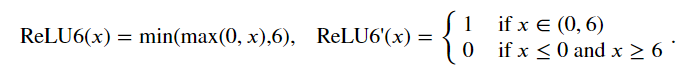 ReLU6(x) = min(max(0, x),6), ReLU6'(x) = { 1 if x ∈ (0, 6)
0 if x ≤ 0 and x ≥ 6 .